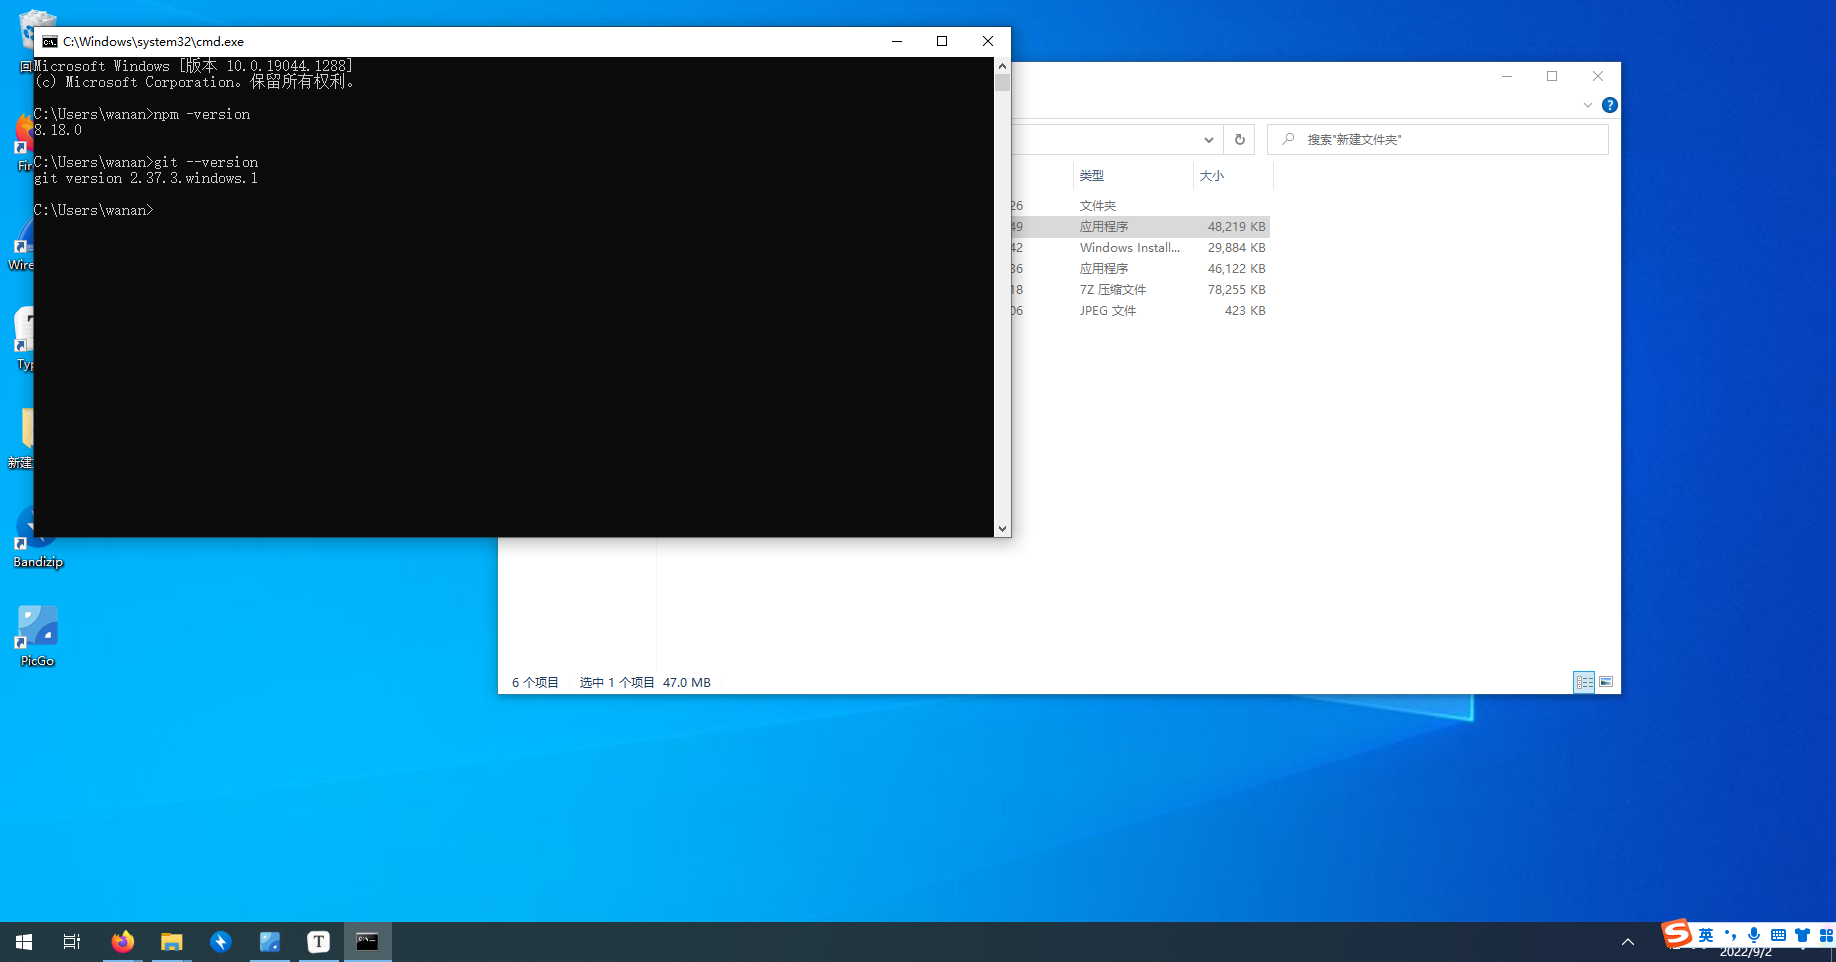 C:\Windows\system32\cmd.exe
Microsoft Windows [版本 10.0.19044.1288]
(c) Microsoft Corporation。保留所有权利。
C:\Users\wanan>npm -version
8.18.0
C:\Users\wanan>git --version
git version 2.37.3.windows.1
C:\Users\wanan>
搜索"新建文件夹"
类型 大小
26 文件夹
49 应用程序 48,219 KB
42 Windows Install... 29,884 KB
36 应用程序 46,122 KB
18 7Z 压缩文件 78,255 KB
06 JPEG 文件 423 KB
6 个项目 选中 1 个项目 47.0 MB
回
Fir
Wire
Typ
新建
Bandizip
PicGo
T
S 英
2022/9/2